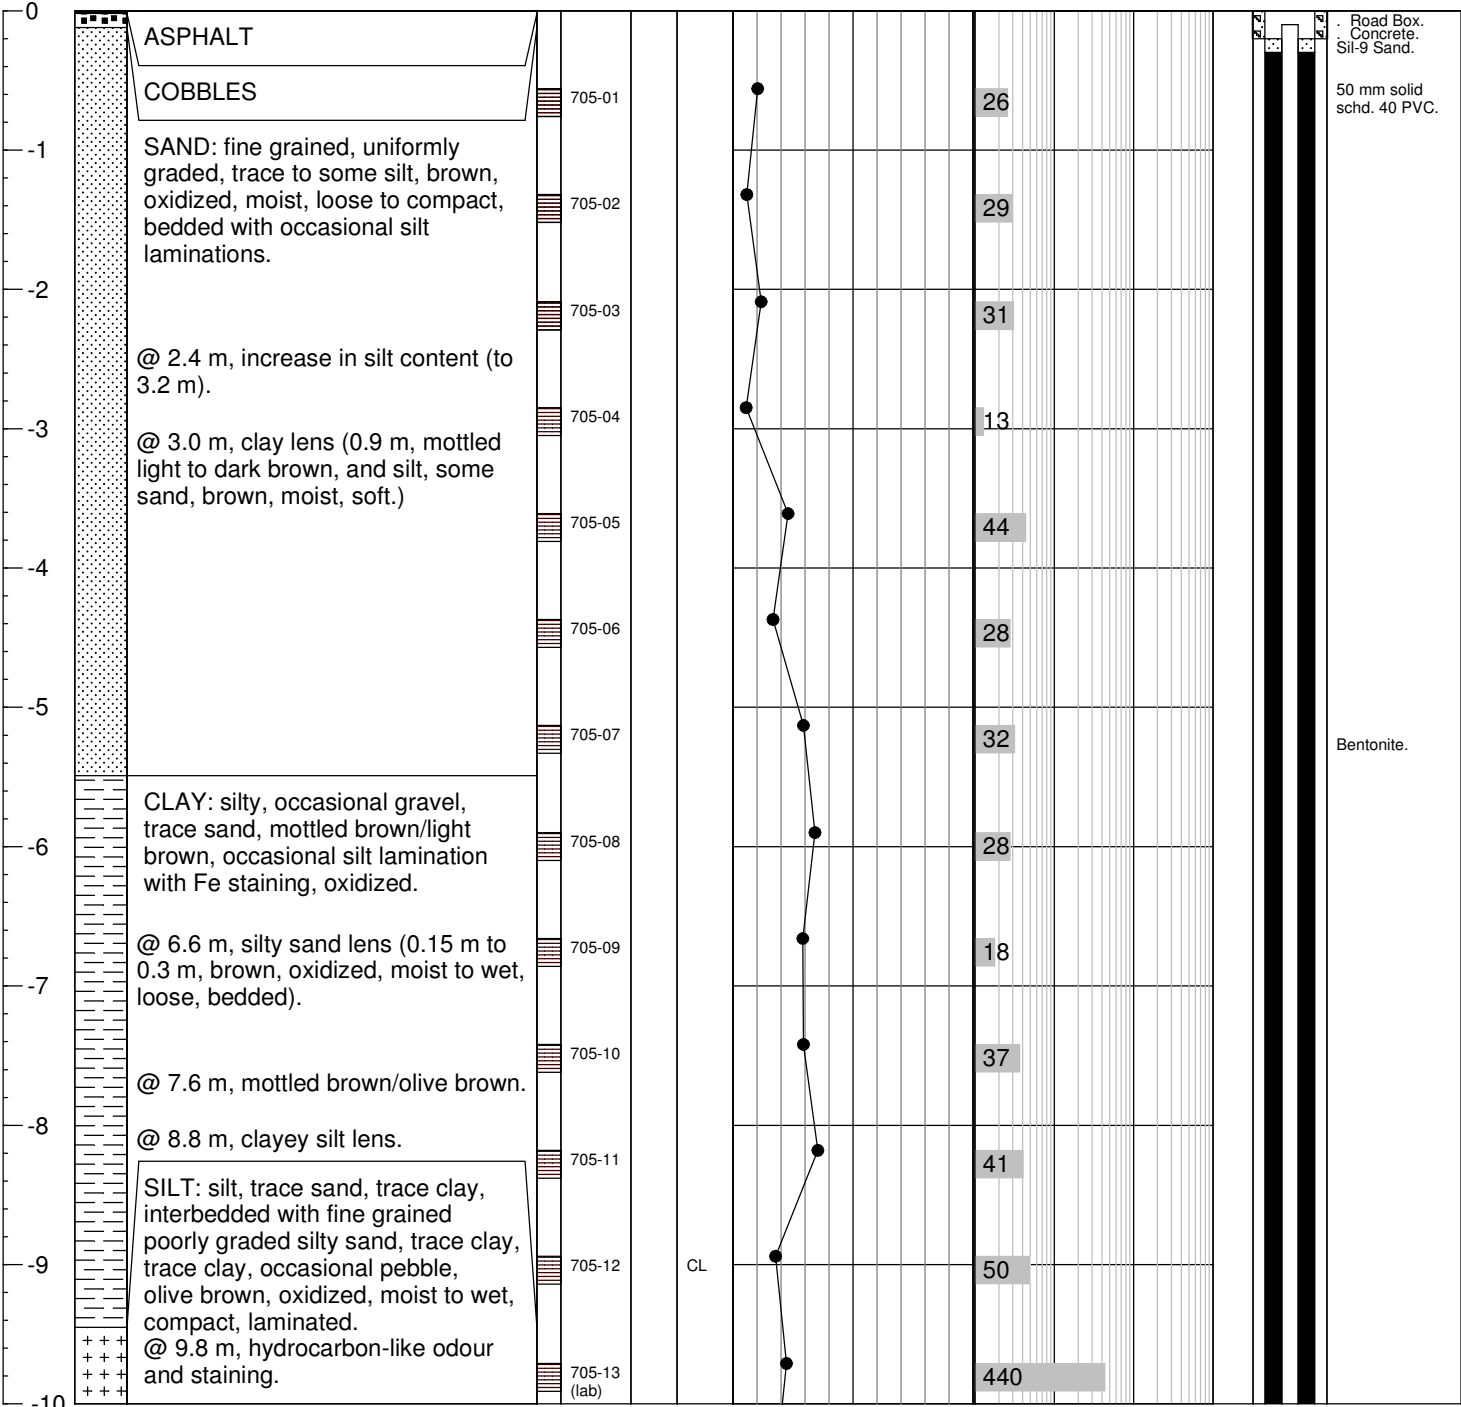 0
ASPHALT
COBBLES
SAND: fine grained, uniformly
graded, trace to some silt, brown,
oxidized, moist, loose to compact,
bedded with occasional silt
laminations.
@ 2.4 m, increase in silt content (to
3.2 m).
@ 3.0 m, clay lens (0.9 m, mottled
light to dark brown, and silt, some
sand, brown, moist, soft.)
CLAY: silty, occasional gravel,
trace sand, mottled brown/light
brown, occasional silt lamination
with Fe staining, oxidized.
@ 6.6 m, silty sand lens (0.15 m to
0.3 m, brown, oxidized, moist to wet,
loose, bedded).
@ 7.6 m, mottled brown/olive brown.
@ 8.8 m, clayey silt lens.
SILT: silt, trace sand, trace clay,
interbedded with fine grained
poorly graded silty sand, trace clay,
trace clay, occasional pebble,
olive brown, oxidized, moist to wet,
compact, laminated.
@ 9.8 m, hydrocarbon-like odour
and staining.
-1
-2
-3
-4
-5
-6
-7
-8
-9
-10
705-01
705-02
705-03
705-04
705-05
705-06
705-07
705-08
705-09
705-10
705-11
705-12
705-13
(lab)
CL
26
29
31
13
44
28
32
28
18
37
41
50
440
. Road Box.
. Concrete.
Sil-9 Sand.
50 mm solid
schd. 40 PVC.
Bentonite.